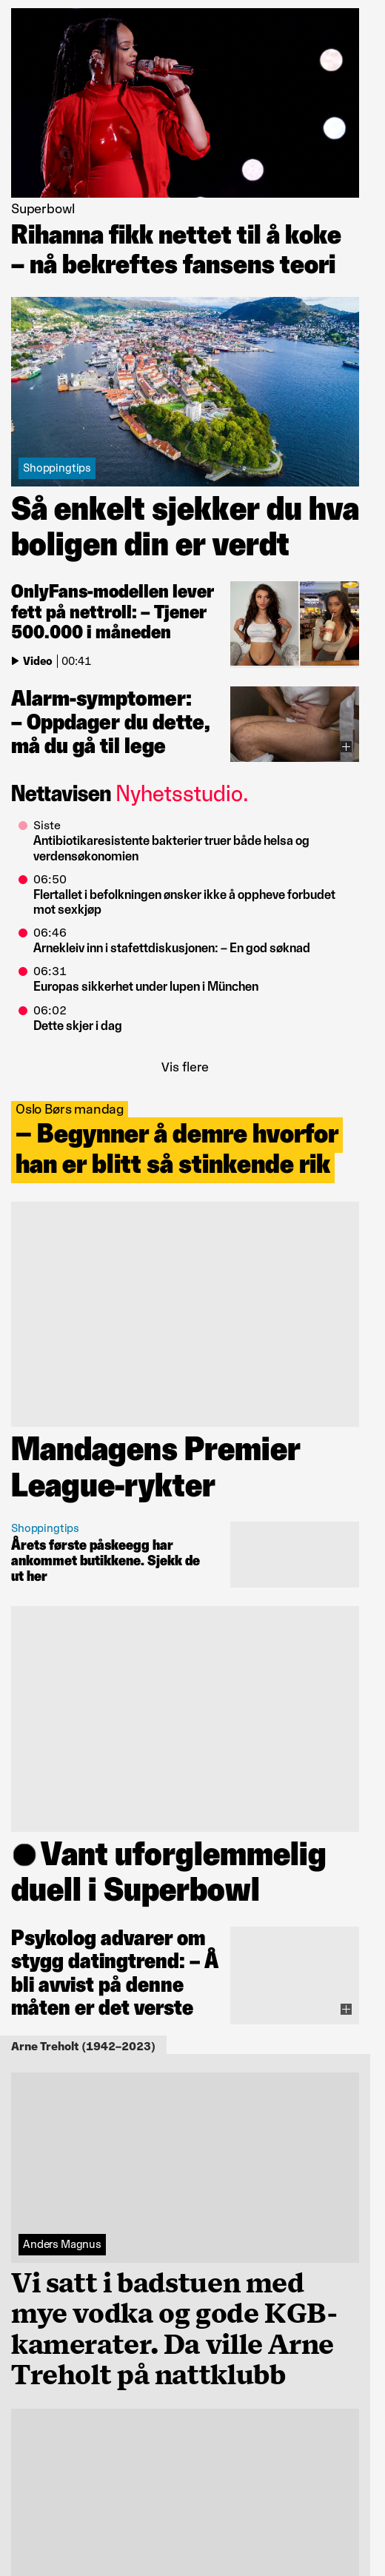 Superbowl
Rihanna fikk nettet til å koke
– nå bekreftes fansens teori
Shoppingtips
Så enkelt sjekker du hva
boligen din er verdt
OnlyFans-modellen lever
fett på nettroll: – Tjener
500.000 i måneden
Video 00:41
Alarm-symptomer:
– Oppdager du dette,
må du gå til lege
Nettavisen Nyhetsstudio.
Siste
Antibiotikaresistente bakterier truer både helsa og
verdensøkonomien
06:50
Flertallet i befolkningen ønsker ikke å oppheve forbudet
mot sexkjøp
06:46
Arnekleiv inn i stafettdiskusjonen: – En god søknad
06:31
Europas sikkerhet under lupen i München
06:02
Dette skjer i dag
Vis flere
Oslo Børs mandag
– Begynner å demre hvorfor
han er blitt så stinkende rik
Mandagens Premier
League-rykter
Shoppingtips
Årets første påskeegg har
ankommet butikkene. Sjekk de
ut her
Vant uforglemmelig
duell i Superbowl
Psykolog advarer om
stygg datingtrend: – Å
bli avvist på denne
måten er det verste
Arne Treholt (1942–2023)
Anders Magnus
Vi satt i badstuen med
mye vodka og gode KGB-
kamerater. Da ville Arne
Treholt på nattklubb